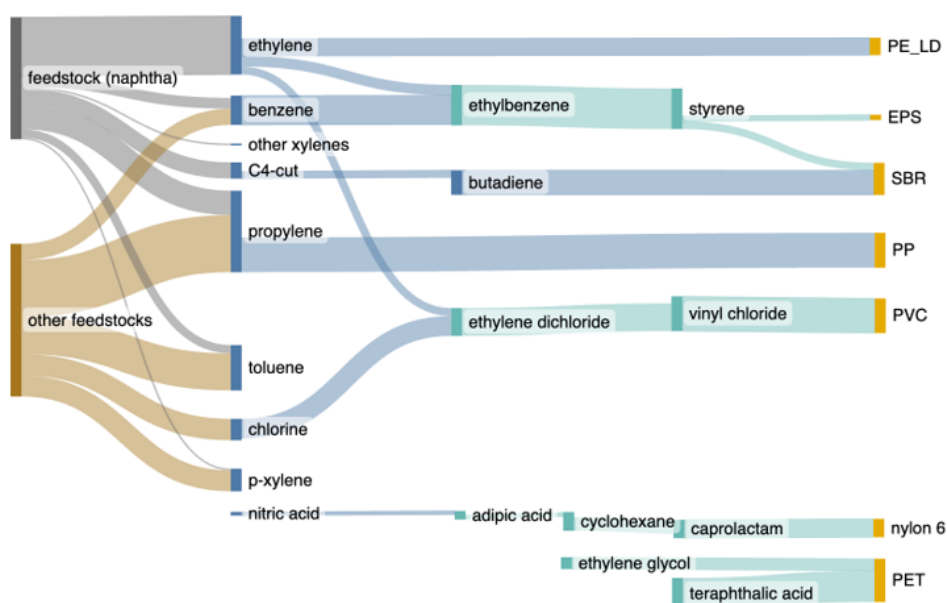 ethylene
PE_LD
feedstock (naphtha)
benzene
ethylbenzene
styrene
EPS
other xylenes
C4-cut
butadiene
SBR
propylene
PP
other feedstocks
ethylene dichloride
vinyl chloride
PVC
toluene
chlorine
p-xylene
nitric acid
adipic acid
cyclohexane
caprolactam
nylon 6
ethylene glycol
PET
teraphthalic acid